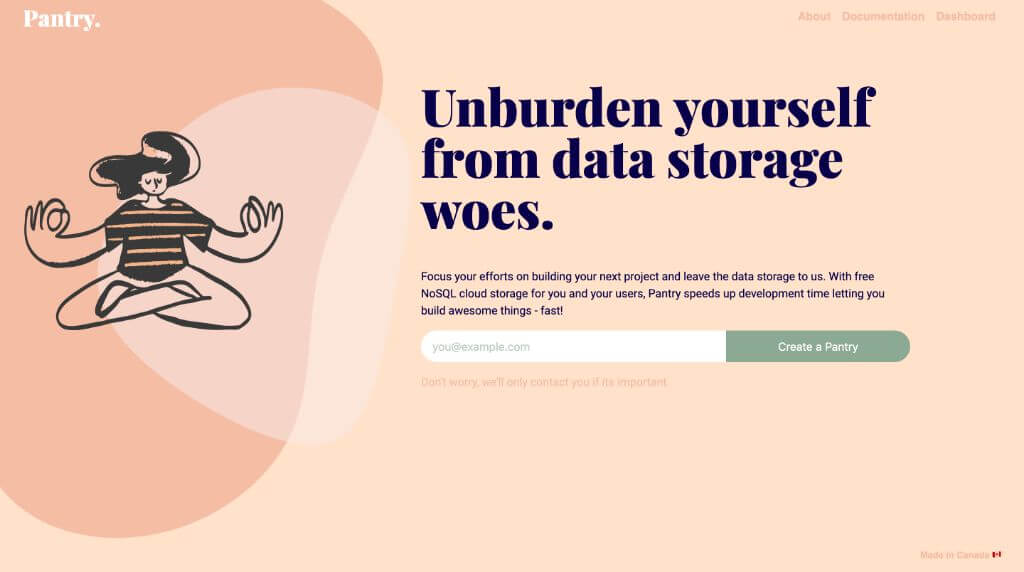 Pantry.
About Documentation Dashboard
Unburden yourself
from data storage
woes.
Focus your efforts on building your next project and leave the data storage to us. With free
NoSQL cloud storage for you and your users, Pantry speeds up development time letting you
build awesome things - fast!
you@example.com
Create a Pantry
Don't worry, we'll only contact you if its important
Made in Canada 🇨🇦